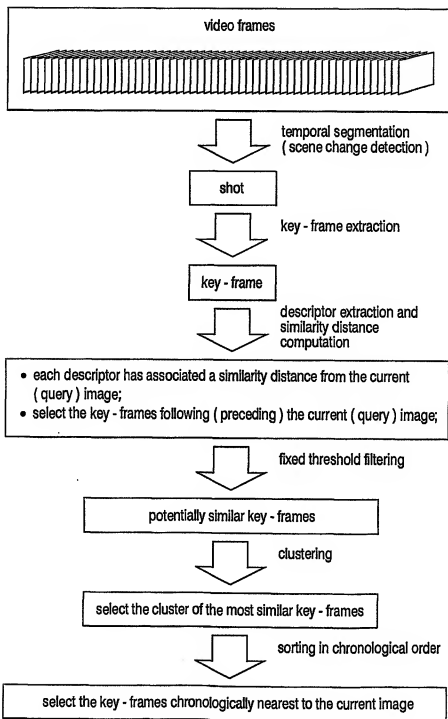 video frames
temporal segmentation
( scene change detection )
shot
key - frame extraction
key - frame
descriptor extraction and
similarity distance
computation
• each descriptor has associated a similarity distance from the current
( query ) image;
• select the key - frames following ( preceding ) the current ( query ) image;
fixed threshold filtering
potentially similar key - frames
clustering
select the cluster of the most similar key - frames
sorting in chronological order
select the key - frames chronologically nearest to the current image